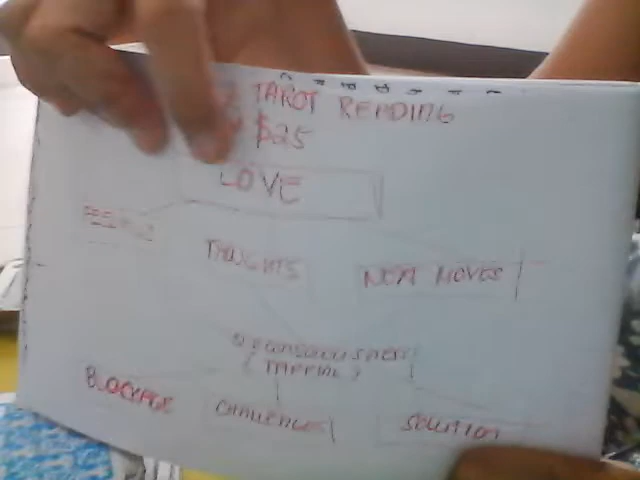 TAROT READING
$25
LOVE
THOUGHTS
NEXT MOVES
BLOCKAGE
CHALLENGES
SOLUTION